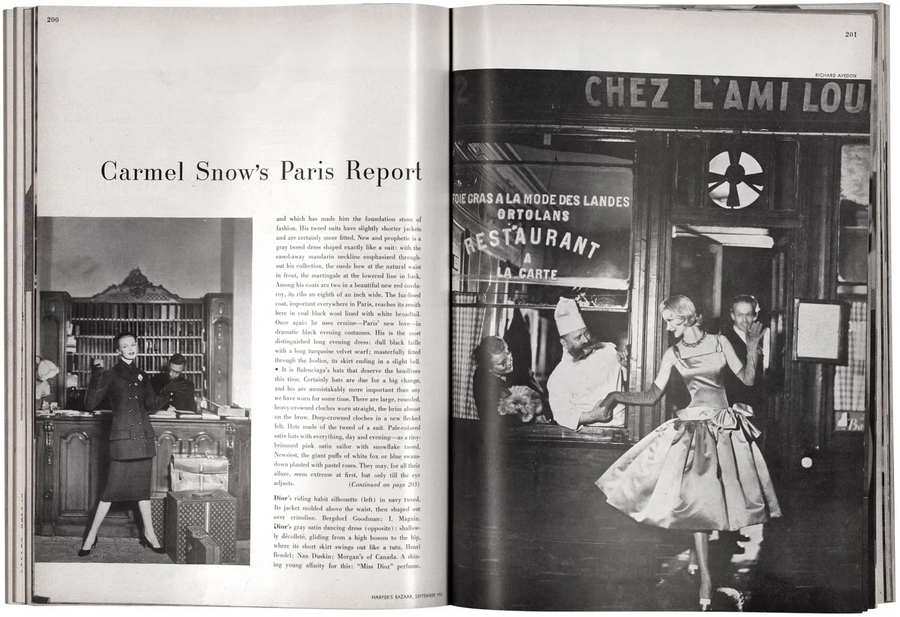 200
Carmel Snow's Paris Report
and which has made him the foundation stone of
fashion. His tweed suits have slightly shorter jackets
and are certainly more fitted. New and prophetic is a
gray tweed dress shaped exactly like a suit: with the
eased-away mandarin neckline emphasized through-
out his collection, the suede bow at the natural waist
in front, the martingale at the lowered line in back.
Among his coats are two in a beautiful new red cordu-
roy, its ribs an eighth of an inch wide. The fur-lined
coat, important everywhere in Paris, reaches its zenith
here in coal black wool lined with white broadtail.
Once again he uses ermine—Paris' new love—in
dramatic black evening costumes. His is the most
distinguished long evening dress: dull black faille
with a long turquoise velvet scarf; masterfully fitted
through the bodice, its skirt ending in a slight bell.
• It is Balenciaga's hats that deserve the headlines
this time. Certainly hats are due for a big change,
and his are unmistakably more important than any
we have worn for some time. There are large, rounded,
heavy-crowned cloches worn straight, the brim almost
on the brow. Deep-crowned cloches in a new flecked
felt. Hats made of the tweed of a suit. Pale-colored
satin hats with everything, day and evening—as a tiny-
brimmed pink satin sailor with snowflake tweed.
Newsiest, the giant puffs of white fox or blue swans-
down planted with pastel roses. They may, for all their
allure, seem extreme at first, but only till the eye
adjusts. (Continued on page 203)
Dior's riding habit silhouette (left) in navy tweed.
Its jacket molded above the waist, then shaped out
over crinoline. Bergdorf Goodman; I. Magnin.
Dior's gray satin dancing dress (opposite): shallow-
ly décolleté, gliding from a high bosom to the hip,
where its short skirt swings out like a tutu. Henri
Bendel; Nan Duskin; Morgan's of Canada. A shin-
ing young affinity for this: "Miss Dior" perfume.
HARPER'S BAZAAR, SEPTEMBER
201
RICHARD AVEDON
2
CHEZ L'AMI LOU
FOIE GRAS A LA MODE DES LANDES
ORTOLANS
RESTAURANT
A
LA CARTE